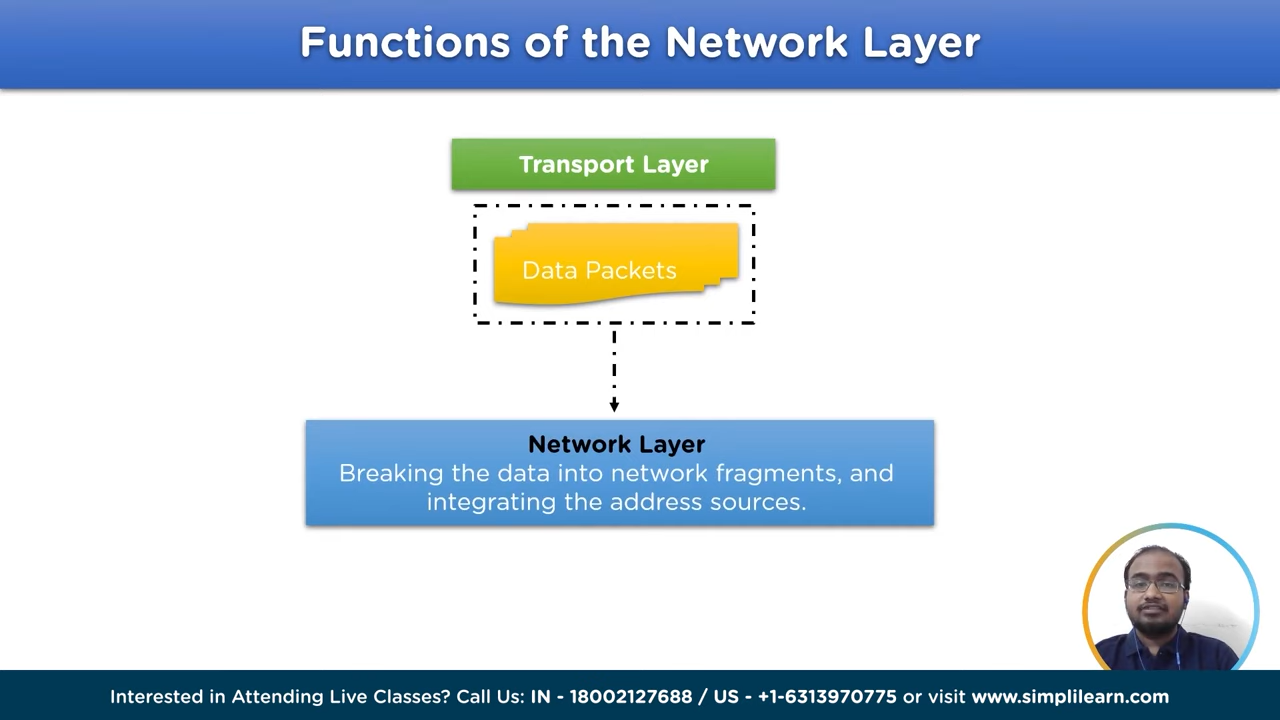 Functions of the Network Layer
Transport Layer
Data Packets
Network Layer
Breaking the data into network fragments, and
integrating the address sources.
Interested in Attending Live Classes? Call Us: IN - 18002127688 / US - +1-6313970775 or visit www.simplilearn.com